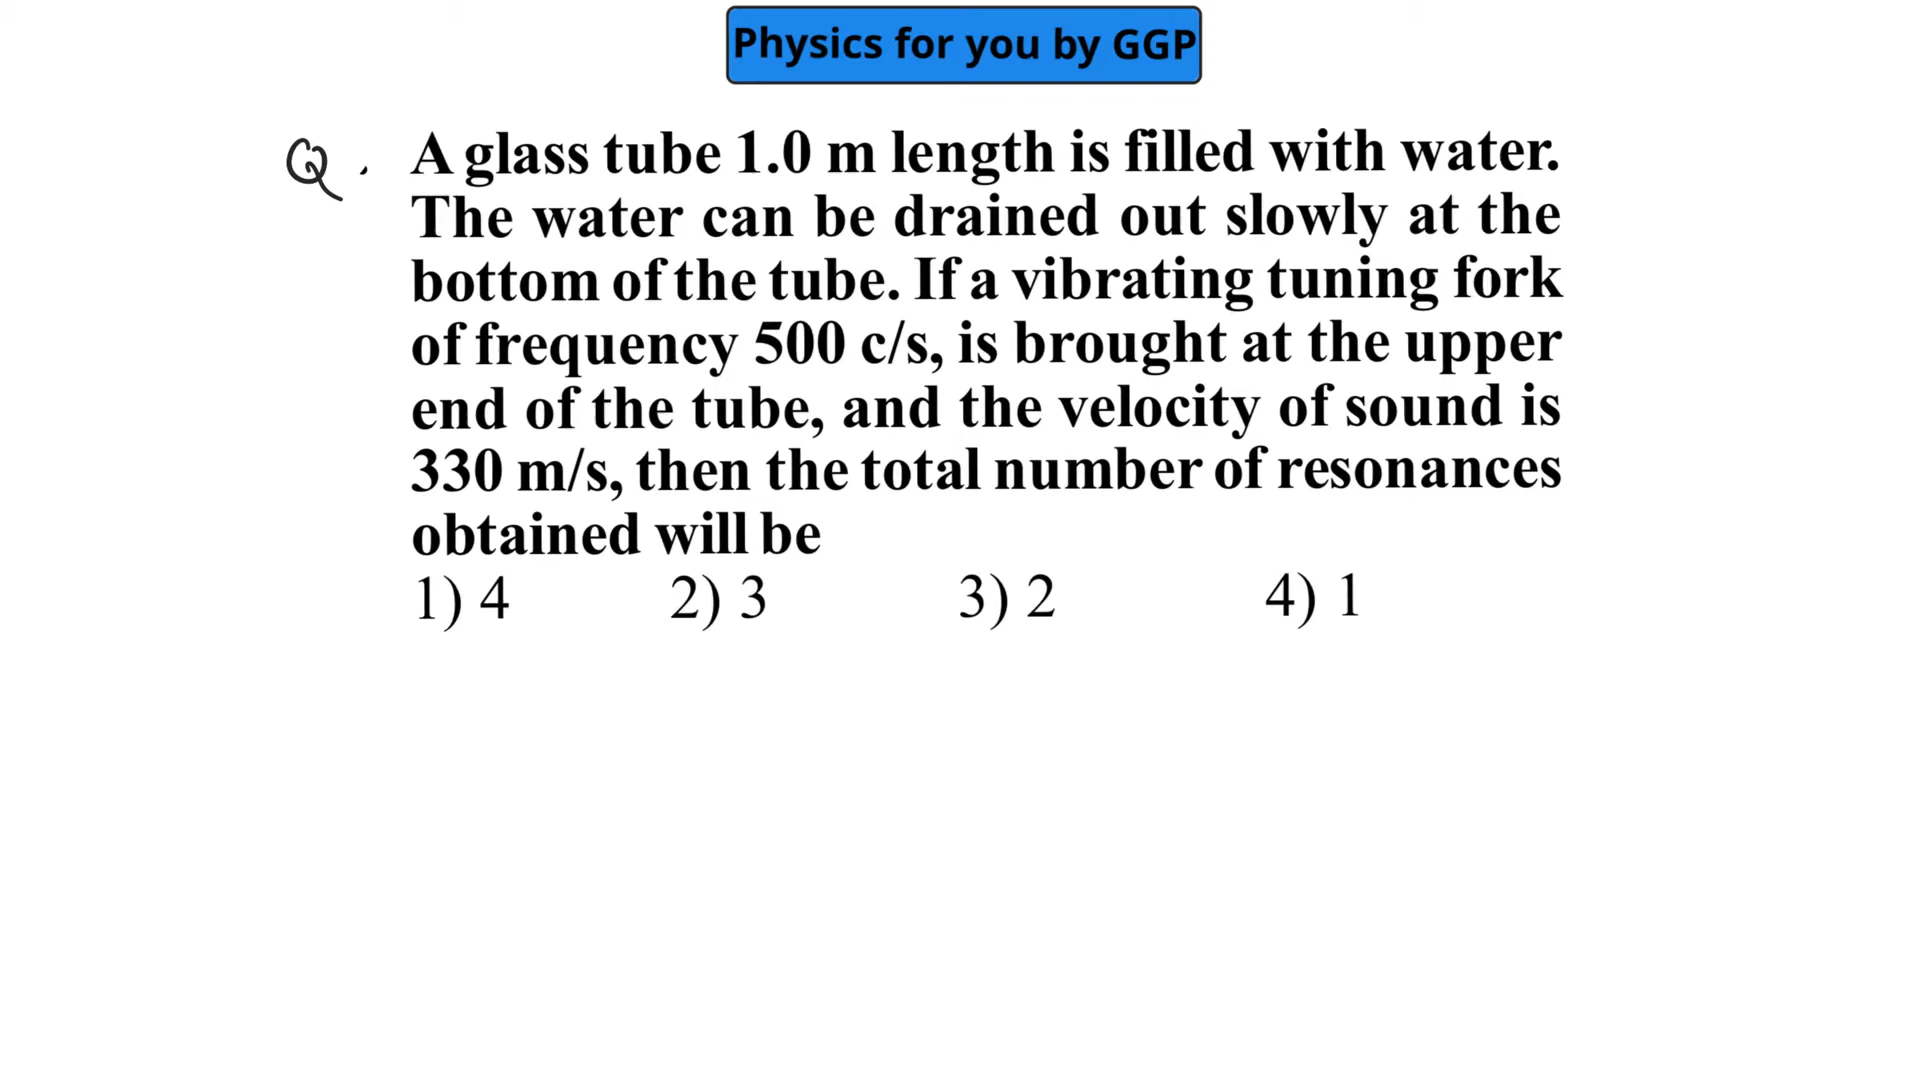 Physics for you by GGP
Q. A glass tube 1.0 m length is filled with water.
The water can be drained out slowly at the
bottom of the tube. If a vibrating tuning fork
of frequency 500 c/s, is brought at the upper
end of the tube, and the velocity of sound is
330 m/s, then the total number of resonances
obtained will be
1) 4 2) 3 3) 2 4) 1